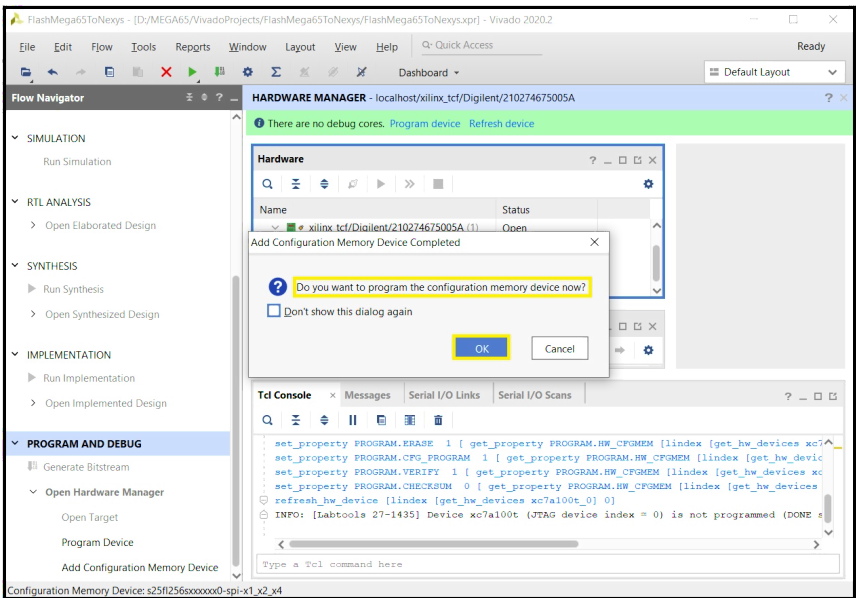 FlashMega65ToNexys - [D:/MEGA65/VivadoProjects/FlashMega65ToNexys/FlashMega65ToNexys.xpr] - Vivado 2020.2
File Edit Flow Tools Reports Window Layout View Help Quick Access Ready
Dashboard Default Layout
Flow Navigator
SIMULATION
Run Simulation
RTL ANALYSIS
Open Elaborated Design
SYNTHESIS
Run Synthesis
Open Synthesized Design
IMPLEMENTATION
Run Implementation
Open Implemented Design
PROGRAM AND DEBUG
Generate Bitstream
Open Hardware Manager
Open Target
Program Device
Add Configuration Memory Device
HARDWARE MANAGER - localhost/xilinx_tcf/Digilent/210274675005A
There are no debug cores. Program device Refresh device
Hardware
Name Status
xilinx_tcf/Digilent/210274675005A (1) Open
Add Configuration Memory Device Completed
Do you want to program the configuration memory device now?
Don't show this dialog again
OK Cancel
Tcl Console Messages Serial I/O Links Serial I/O Scans
set_property PROGRAM.ERASE 1 [ get_property PROGRAM.HW_CFGMEM [lindex [get_hw_devices xc7
set_property PROGRAM.CFG_PROGRAM 1 [ get_property PROGRAM.HW_CFGMEM [lindex [get_hw_devic
set_property PROGRAM.VERIFY 1 [ get_property PROGRAM.HW_CFGMEM [lindex [get_hw_devices xc
set_property PROGRAM.CHECKSUM 0 [ get_property PROGRAM.HW_CFGMEM [lindex [get_hw_devices
refresh_hw_device [lindex [get_hw_devices xc7a100t_0] 0]
INFO: [Labtools 27-1435] Device xc7a100t (JTAG device index = 0) is not programmed (DONE s
Type a Tcl command here
Configuration Memory Device: s25fl256sxxxxxx0-spi-x1_x2_x4